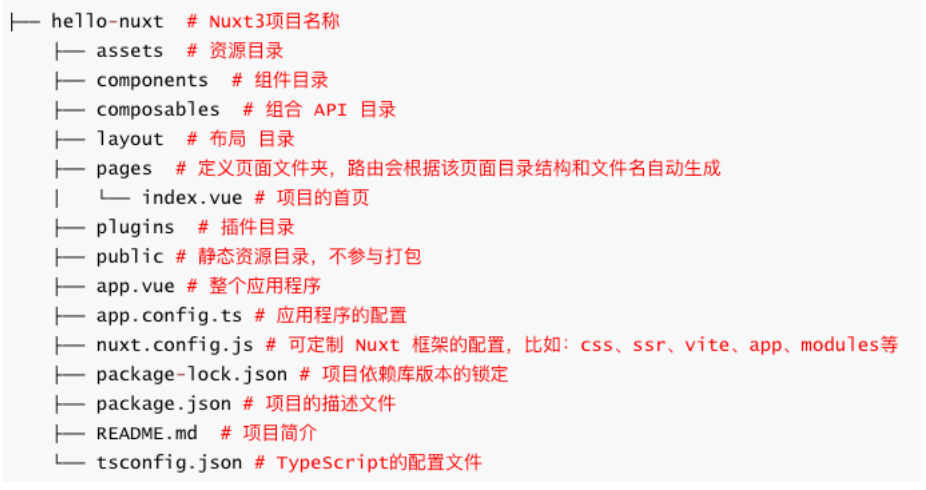 ├── hello-nuxt  # Nuxt3项目名称
    ├── assets  # 资源目录
    ├── components  # 组件目录
    ├── composables  # 组合 API 目录
    ├── layout  # 布局 目录
    ├── pages  # 定义页面文件夹，路由会根据该页面目录结构和文件名自动生成
    │   └── index.vue # 项目的首页
    ├── plugins  # 插件目录
    ├── public # 静态资源目录，不参与打包
    ├── app.vue # 整个应用程序
    ├── app.config.ts # 应用程序的配置
    ├── nuxt.config.js # 可定制 Nuxt 框架的配置，比如：css、ssr、vite、app、modules等
    ├── package-lock.json # 项目依赖库版本的锁定
    ├── package.json # 项目的描述文件
    ├── README.md  # 项目简介
    └── tsconfig.json # TypeScript的配置文件